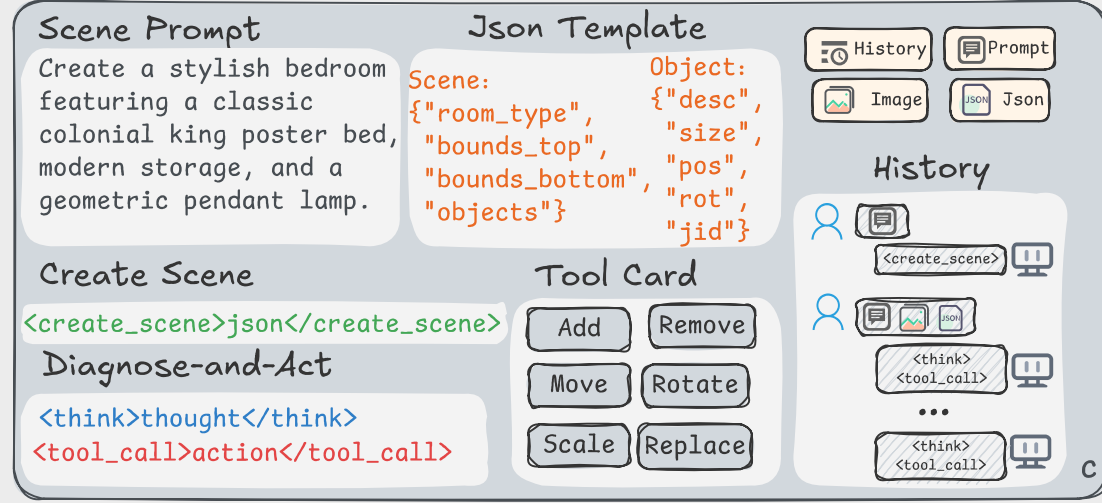 Scene Prompt
Create a stylish bedroom
featuring a classic
colonial king poster bed,
modern storage, and a
geometric pendant lamp.
Json Template
Scene:
{"room_type",
"bounds_top",
"bounds_bottom",
"objects"}
Object:
{"desc",
"size",
"pos",
"rot",
"jid"}
History
Prompt
Image
JSON
Json
Create Scene
<create_scene>json</create_scene>
Diagnose-and-Act
<think>thought</think>
<tool_call>action</tool_call>
Tool Card
Add
Remove
Move
Rotate
Scale
Replace
History
<create_scene>
JSON
<think>
<tool_call>
...
<think>
<tool_call>
C